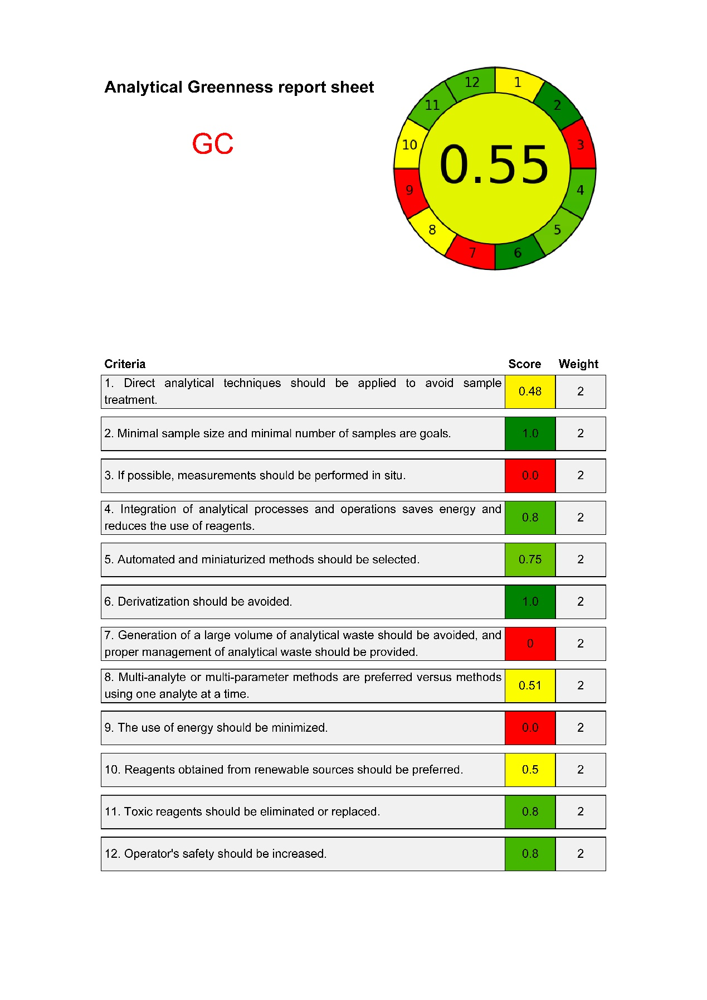 Analytical Greenness report sheet
GC
12
1
11
2
10
3
0.55
9
4
8
5
7
6
Criteria Score Weight
1. Direct analytical techniques should be applied to avoid sample
treatment.
0.48 2
2. Minimal sample size and minimal number of samples are goals. 1.0 2
3. If possible, measurements should be performed in situ. 0.0 2
4. Integration of analytical processes and operations saves energy and
reduces the use of reagents.
0.8 2
5. Automated and miniaturized methods should be selected. 0.75 2
6. Derivatization should be avoided. 1.0 2
7. Generation of a large volume of analytical waste should be avoided, and
proper management of analytical waste should be provided.
0 2
8. Multi-analyte or multi-parameter methods are preferred versus methods
using one analyte at a time.
0.51 2
9. The use of energy should be minimized. 0.0 2
10. Reagents obtained from renewable sources should be preferred. 0.5 2
11. Toxic reagents should be eliminated or replaced. 0.8 2
12. Operator's safety should be increased. 0.8 2